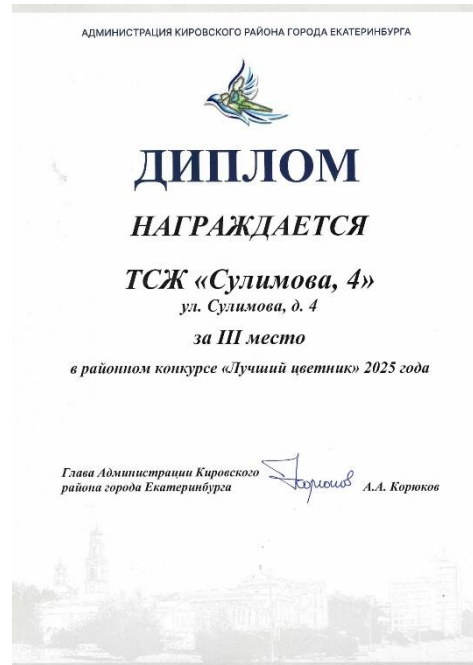 АДМИНИСТРАЦИЯ КИРОВСКОГО РАЙОНА ГОРОДА ЕКАТЕРИНБУРГА
ДИПЛОМ
НАГРАЖДАЕТСЯ
ТСЖ «Сулимова, 4»
ул. Сулимова, д. 4
за III место
в районном конкурсе «Лучший цветник» 2025 года
Глава Администрации Кировского
района города Екатеринбурга
Корюков
А.А. Корюков